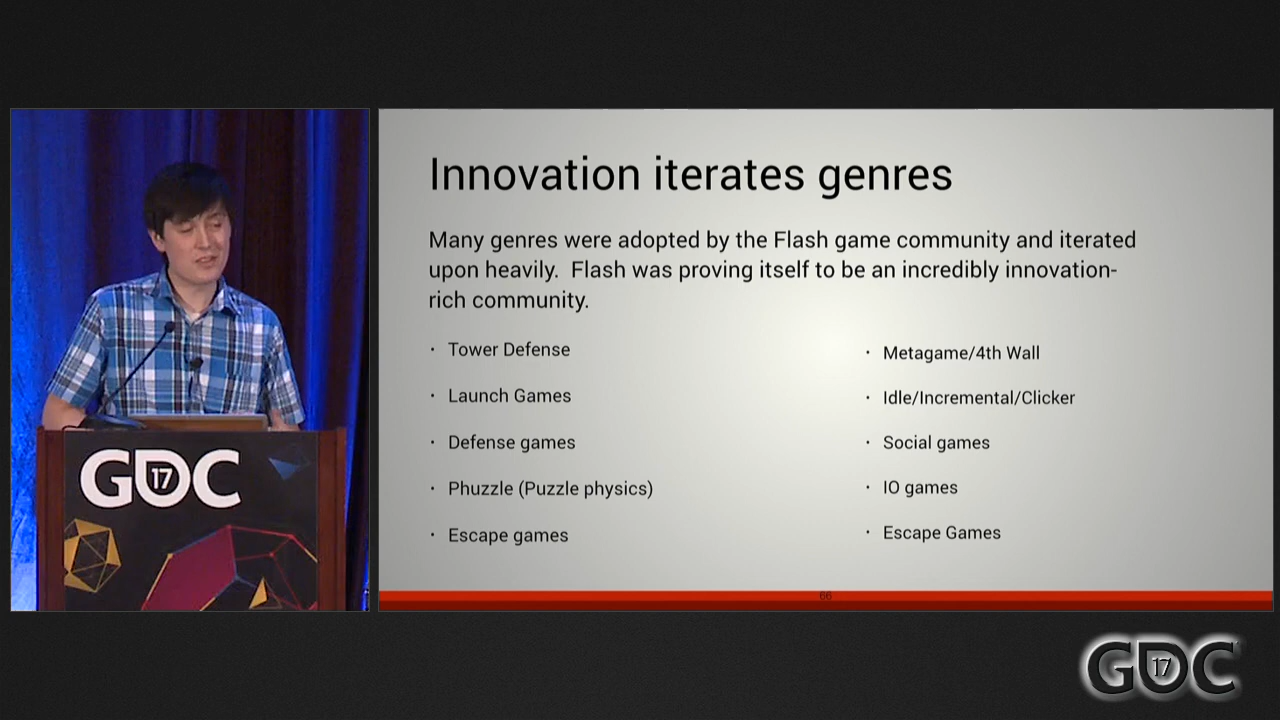 Innovation iterates genres
Many genres were adopted by the Flash game community and iterated
upon heavily.  Flash was proving itself to be an incredibly innovation-
rich community.
· Tower Defense
· Launch Games
· Defense games
· Phuzzle (Puzzle physics)
· Escape games
· Metagame/4th Wall
· Idle/Incremental/Clicker
· Social games
· IO games
· Escape Games
66
GDC 17
GDC 17